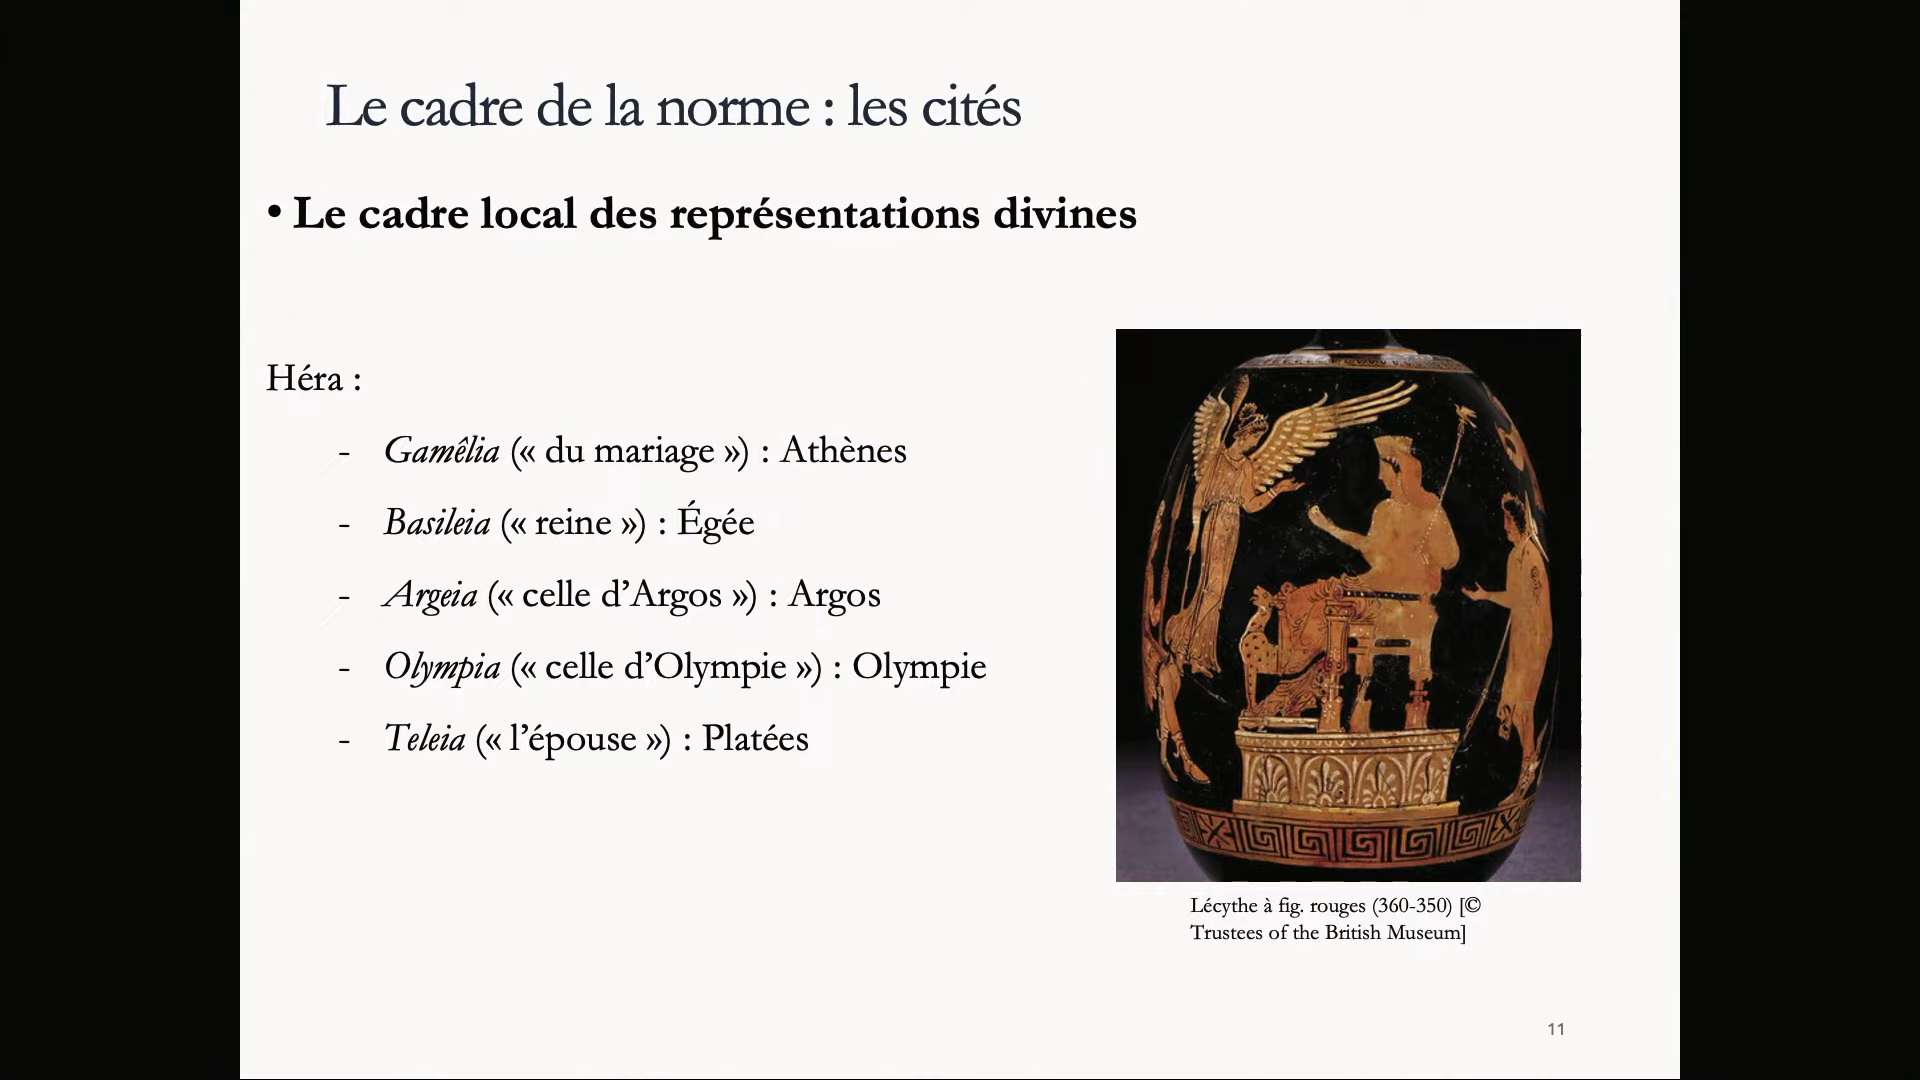 Le cadre de la norme : les cités
• Le cadre local des représentations divines
Héra :
- Gamêlia (« du mariage ») : Athènes
- Basileia (« reine ») : Égée
- Argeia (« celle d’Argos ») : Argos
- Olympia (« celle d’Olympie ») : Olympie
- Teleia (« l’épouse ») : Platées
Lécythe à fig. rouges (360-350) [©
Trustees of the British Museum]
11